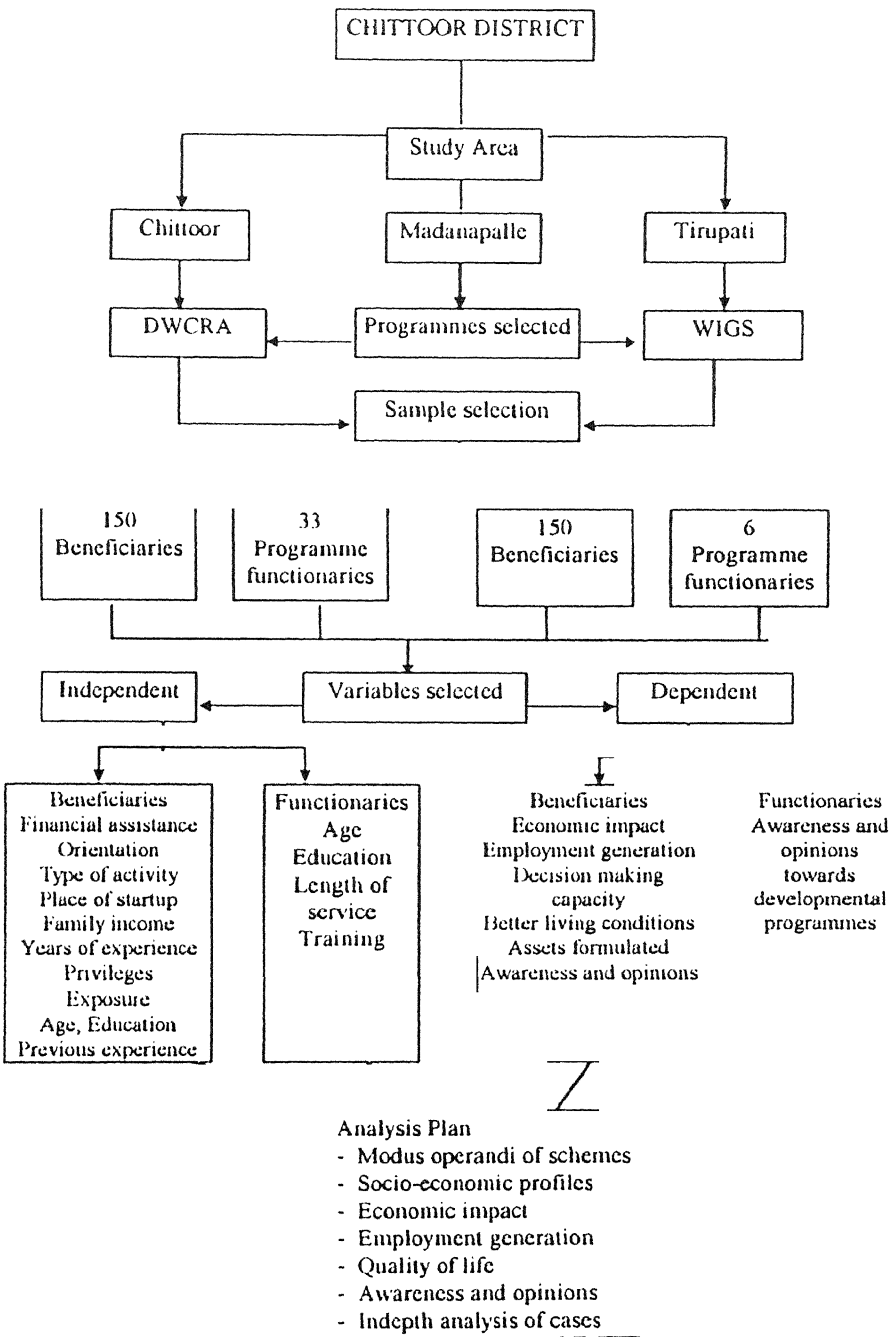 CHITTOOR DISTRICT
Study Area
Chittoor
Madanapalle
Tirupati
DWCRA
Programmes selected
WIGS
Sample selection
150
Beneficiaries
33
Programme
functionaries
150
Beneficiaries
6
Programme
functionaries
Independent
Variables selected
Dependent
Beneficiaries
Financial assistance
Orientation
Type of activity
Place of startup
Family income
Years of experience
Privileges
Exposure
Age, Education
Previous experience
Functionaries
Age
Education
Length of
service
Training
Beneficiaries
Economic impact
Employment generation
Decision making
capacity
Better living conditions
Assets formulated
Awareness and opinions
Functionaries
Awareness and
opinions
towards
developmental
programmes
Analysis Plan
- Modus operandi of schemes
- Socio-economic profiles
- Economic impact
- Employment generation
- Quality of life
- Awareness and opinions
- Indepth analysis of cases